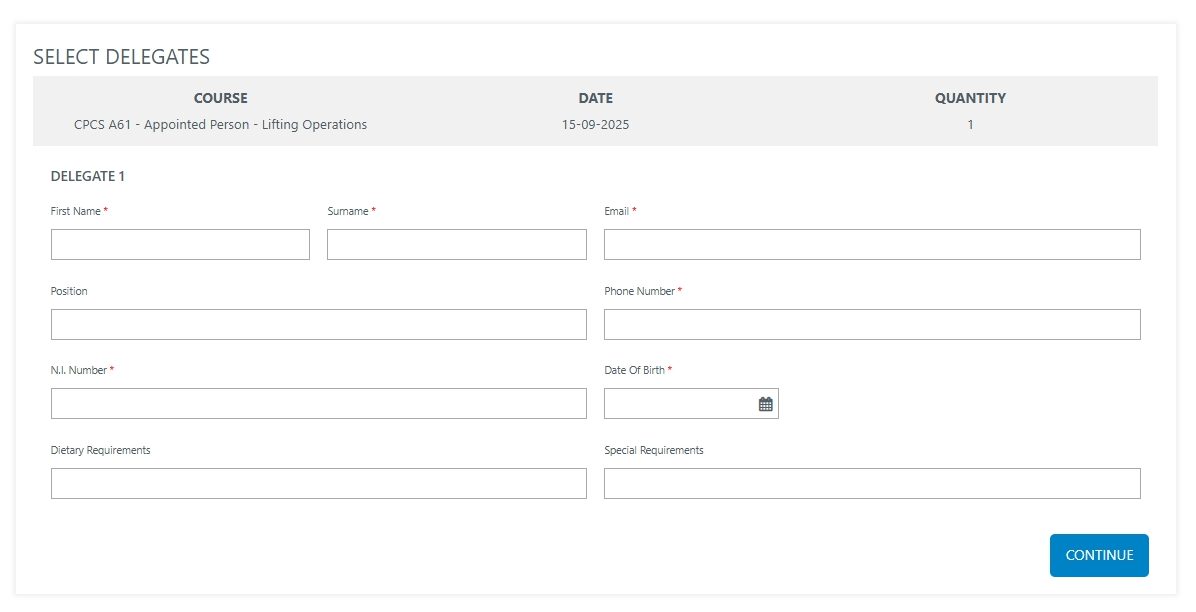 SELECT DELEGATES
COURSE DATE QUANTITY
CPCS A61 - Appointed Person - Lifting Operations 15-09-2025 1
DELEGATE 1
First Name * Surname * Email *
Position Phone Number *
N.I. Number * Date Of Birth *
Dietary Requirements Special Requirements
CONTINUE